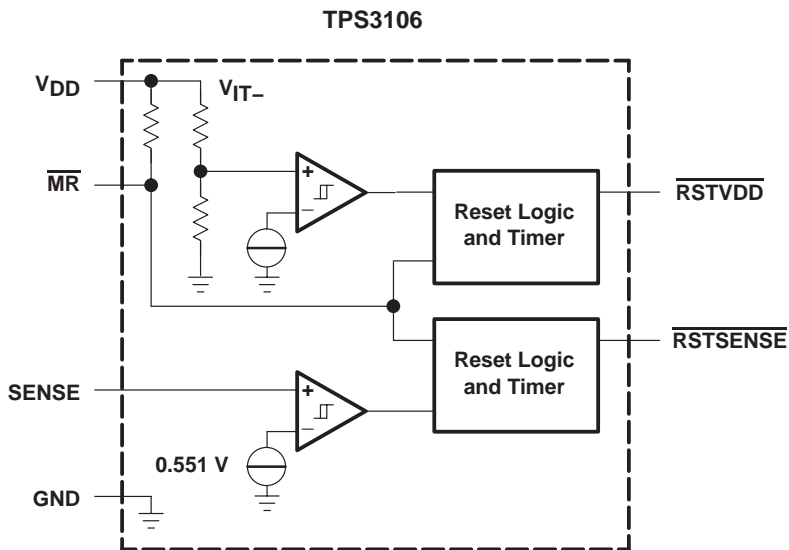 TPS3106
VDD
VIT–
MR
+
–
Reset Logic
and Timer
RSTVDD
SENSE
+
–
0.551 V
Reset Logic
and Timer
RSTSENSE
GND